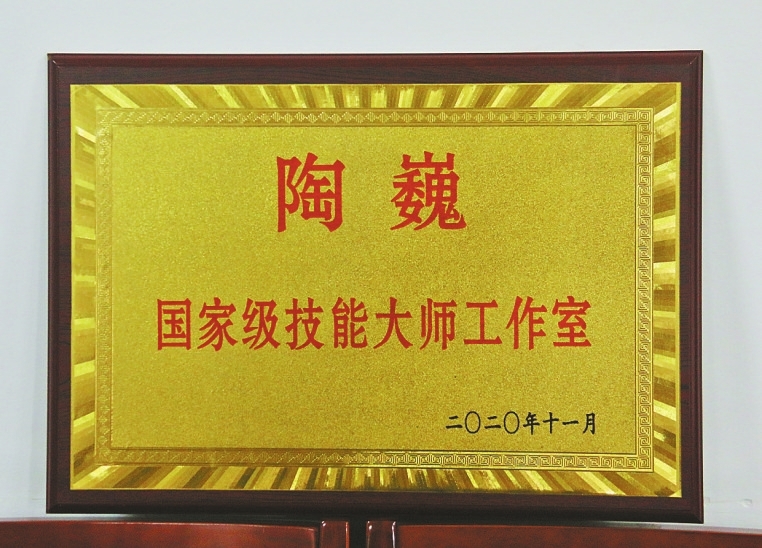 陶 巍
国家级技能大师工作室
二〇二〇年十一月